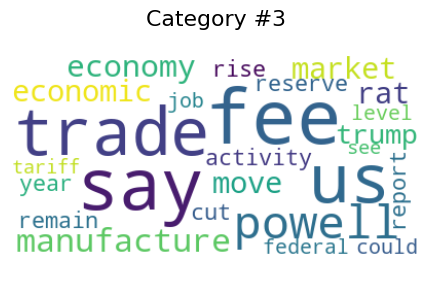 Category #3
economy rise market
economic job reserve rat
trade fee level
trump
tariff say activity us see
year move report
remain cut powell
manufacture federal could